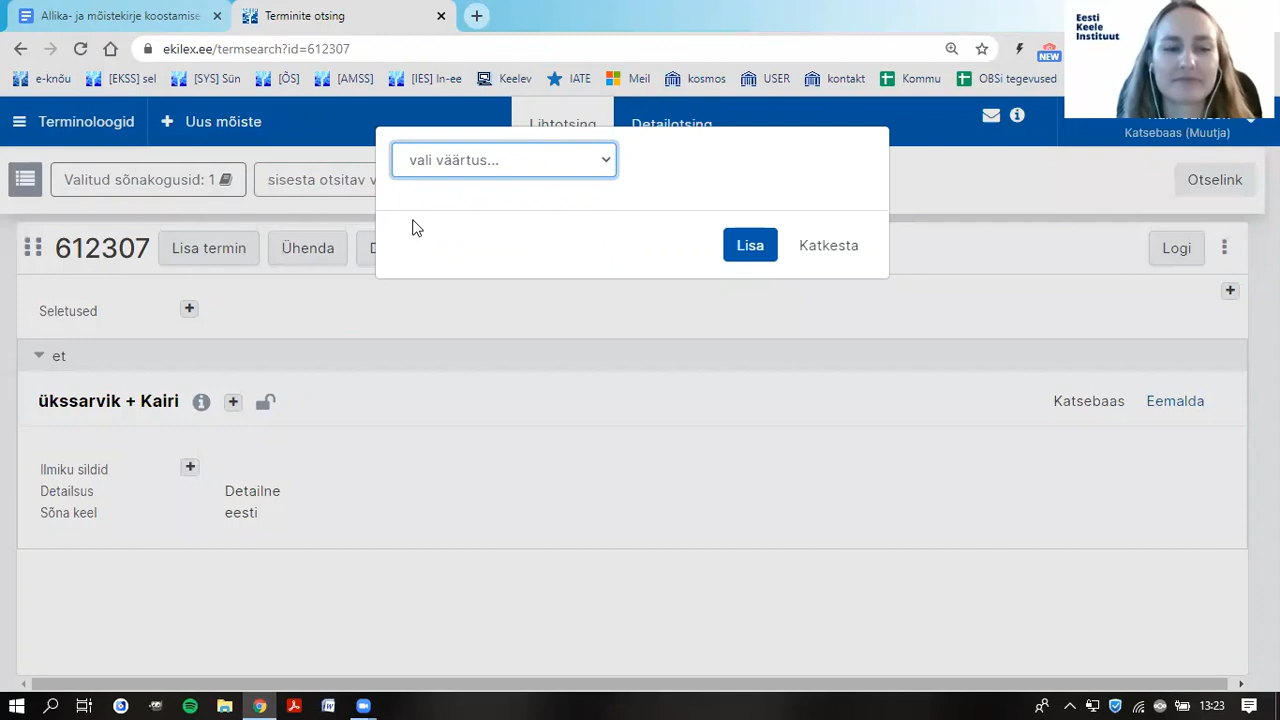 Allika- ja mõistekirje koostamise
Terminite otsing
ekilex.ee/termsearch?id=612307
e-knõu
[EKSS] sel
[SYS] Sün
[ÕS]
[AMSS]
[IES] In-ee
Keelev
IATE
Meil
kosmos
USER
kontakt
Kommu
OBSi tegevused
NEW
Eesti
Keele
Instituut
Terminoloogid
Uus mõiste
Lihtotsing
Detailotsing
Katsebaas (Muutja)
Valitud sõnakogusid: 1
sisesta otsitav v
Otselink
vali väärtus...
Lisa
Katkesta
612307
Lisa termin
Ühenda
D
Logi
Seletused
et
ükssarvik + Kairi
Katsebaas
Eemalda
Ilmiku sildid
Detailsus
Detailne
Sõna keel
eesti
13:23